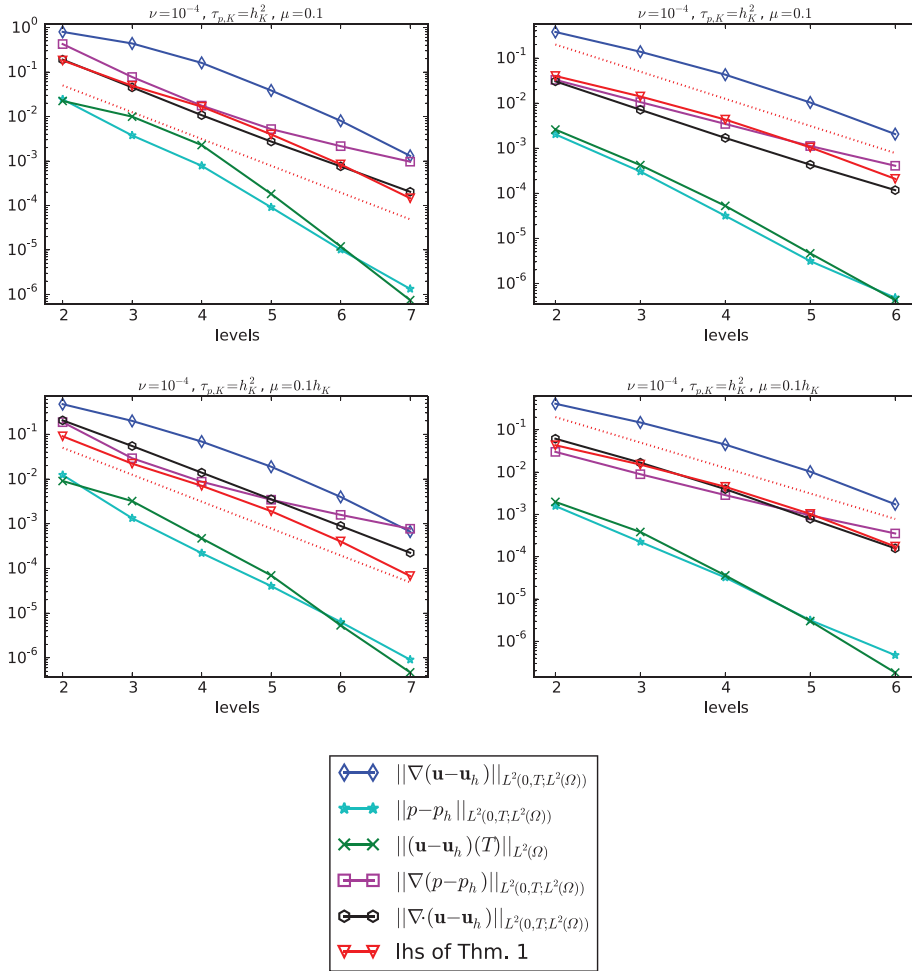 ν=10⁻⁴, τ_{p,K}=h_K², μ=0.1
10⁰
10⁻¹
10⁻²
10⁻³
10⁻⁴
10⁻⁵
10⁻⁶
2 3 4 5 6 7
levels
ν=10⁻⁴, τ_{p,K}=h_K², μ=0.1
10⁻¹
10⁻²
10⁻³
10⁻⁴
10⁻⁵
10⁻⁶
2 3 4 5 6
levels
ν=10⁻⁴, τ_{p,K}=h_K², μ=0.1h_K
10⁻¹
10⁻²
10⁻³
10⁻⁴
10⁻⁵
10⁻⁶
2 3 4 5 6 7
levels
ν=10⁻⁴, τ_{p,K}=h_K², μ=0.1h_K
10⁻¹
10⁻²
10⁻³
10⁻⁴
10⁻⁵
10⁻⁶
2 3 4 5 6
levels
||∇(u−u_h)||_{L²(0,T;L²(Ω))}
||p−p_h||_{L²(0,T;L²(Ω))}
||(u−u_h)(T)||_{L²(Ω)}
||∇(p−p_h)||_{L²(0,T;L²(Ω))}
||∇·(u−u_h)||_{L²(0,T;L²(Ω))}
lhs of Thm. 1